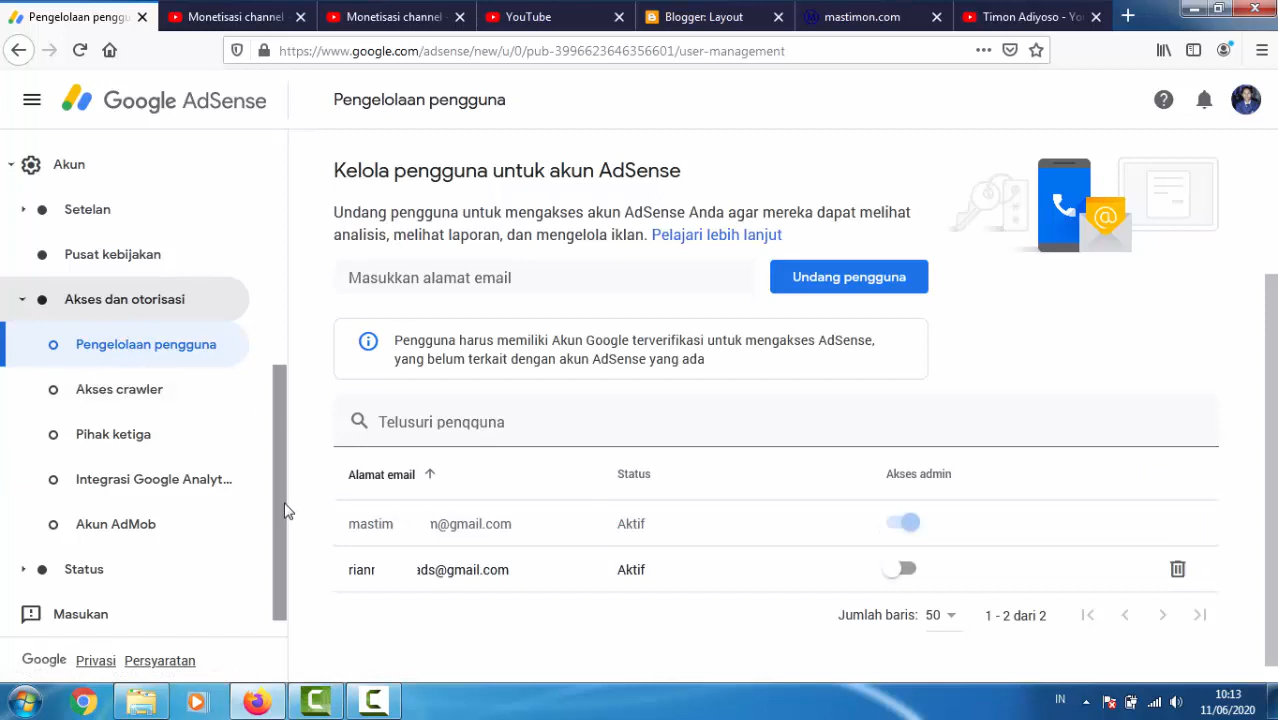 Pengelolaan pengg
Monetisasi channel
Monetisasi channel
YouTube
Blogger: Layout
mastimon.com
Timon Adiyoso - Yo
https://www.google.com/adsense/new/u/0/pub-3996623646356601/user-management
Google AdSense
Pengelolaan pengguna
Akun
Setelan
Pusat kebijakan
Akses dan otorisasi
Pengelolaan pengguna
Akses crawler
Pihak ketiga
Integrasi Google Analyt...
Akun AdMob
Status
Masukan
Google Privasi Persyaratan
Kelola pengguna untuk akun AdSense
Undang pengguna untuk mengakses akun AdSense Anda agar mereka dapat melihat
analisis, melihat laporan, dan mengelola iklan. Pelajari lebih lanjut
Masukkan alamat email
Undang pengguna
Pengguna harus memiliki Akun Google terverifikasi untuk mengakses AdSense,
yang belum terkait dengan akun AdSense yang ada
Telusuri pengguna
Alamat email Status Akses admin
mastim m@gmail.com Aktif
rianr ads@gmail.com Aktif
Jumlah baris: 50 1 - 2 dari 2
IN
10:13
11/06/2020